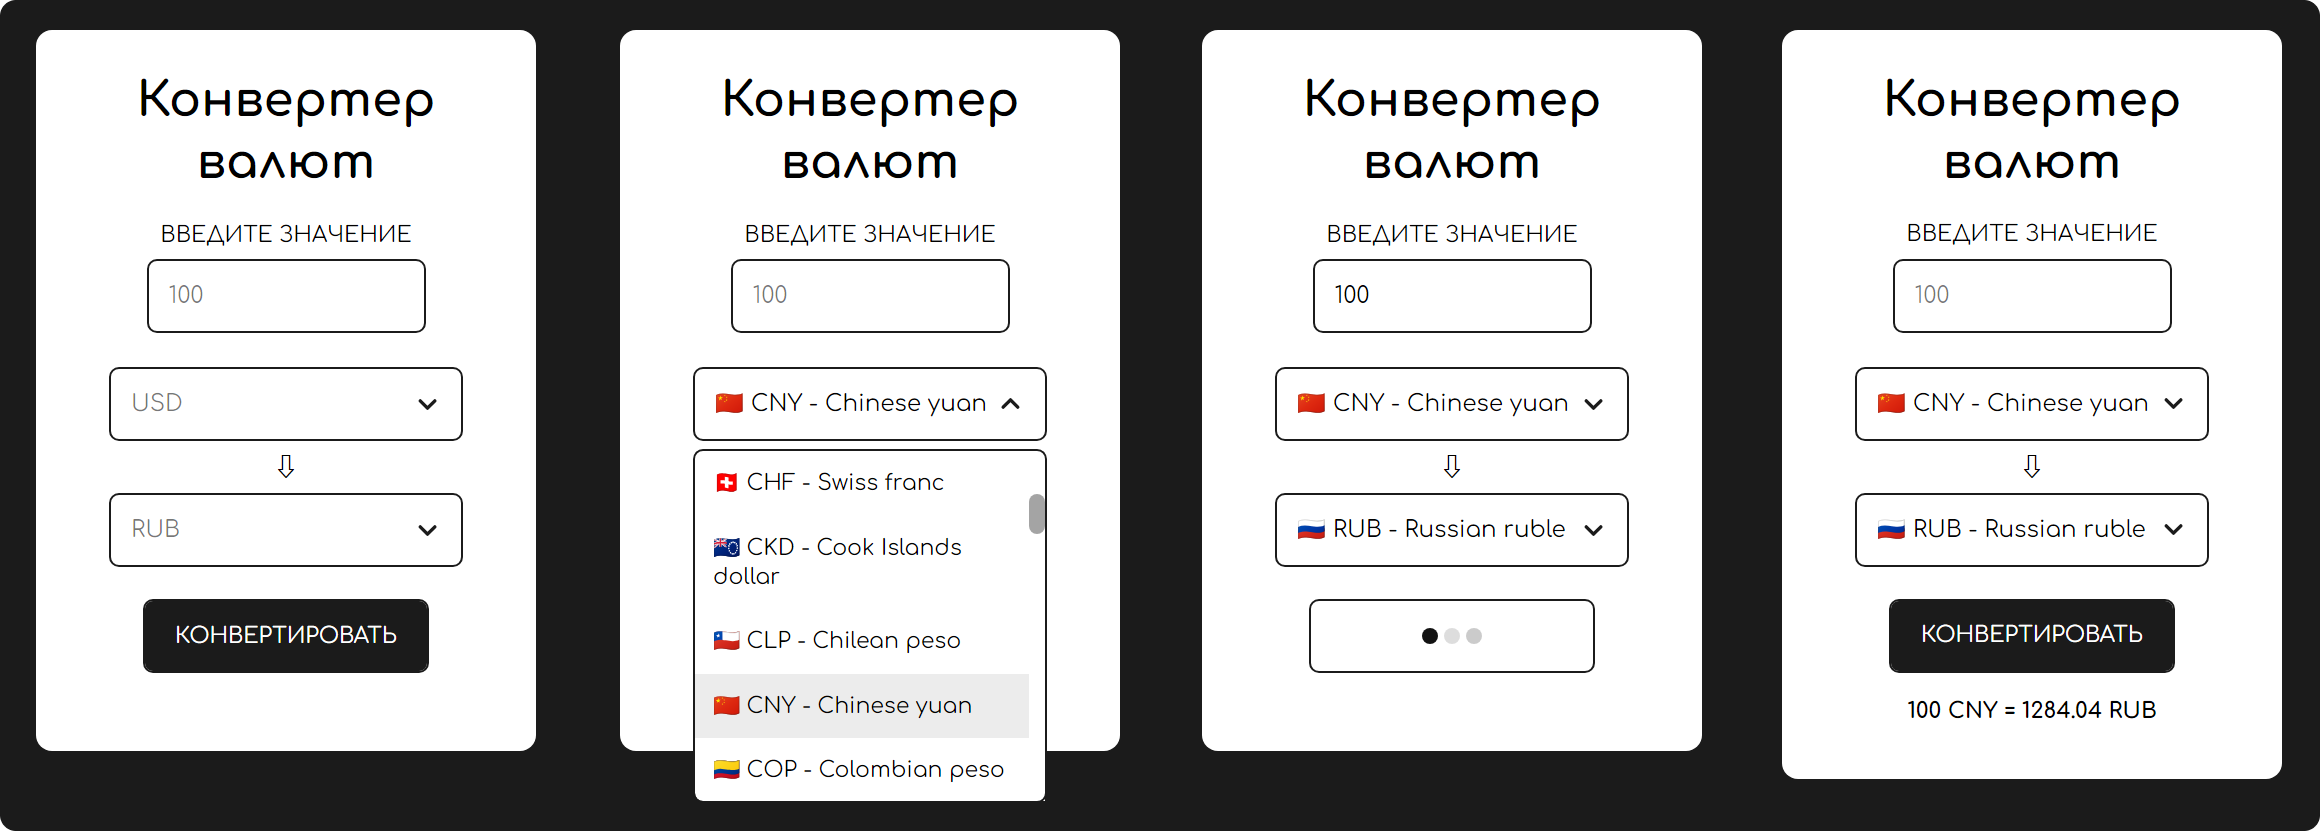 Конвертер
валют
ВВЕДИТЕ ЗНАЧЕНИЕ
100
USD
⇩
RUB
КОНВЕРТИРОВАТЬ
Конвертер
валют
ВВЕДИТЕ ЗНАЧЕНИЕ
100
🇨🇳 CNY - Chinese yuan
🇨🇭 CHF - Swiss franc
🇨🇰 CKD - Cook Islands
dollar
🇨🇱 CLP - Chilean peso
🇨🇳 CNY - Chinese yuan
🇨🇴 COP - Colombian peso
Конвертер
валют
ВВЕДИТЕ ЗНАЧЕНИЕ
100
🇨🇳 CNY - Chinese yuan
⇩
🇷🇺 RUB - Russian ruble
Конвертер
валют
ВВЕДИТЕ ЗНАЧЕНИЕ
100
🇨🇳 CNY - Chinese yuan
⇩
🇷🇺 RUB - Russian ruble
КОНВЕРТИРОВАТЬ
100 CNY = 1284.04 RUB